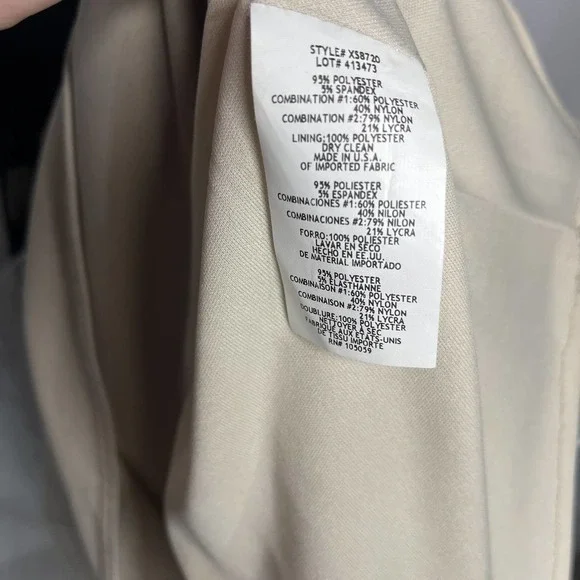 STYLE# XS8720
LOT# 413473
95% POLYESTER
5% SPANDEX
COMBINATION #1:60% POLYESTER
40% NYLON
COMBINATION #2:79% NYLON
21% LYCRA
LINING:100% POLYESTER
DRY CLEAN
MADE IN U.S.A.
OF IMPORTED FABRIC
95% POLIESTER
5% ESPANDEX
COMBINACIONES #1:60% POLIESTER
40% NILON
COMBINACIONES #2:79% NILON
21% LYCRA
FORRO:100% POLIESTER
LAVAR EN SECO
HECHO EN EE.UU.
DE MATERIAL IMPORTADO
95% POLYESTER
5% ELASTHANNE
COMBINAISON #1:60% POLYESTER
40% NYLON
COMBINAISON #2:79% NYLON
21% LYCRA
DOUBLURE:100% POLYESTER
NETTOYER A SEC
FABRIQUE AUX ETATS-UNIS
DE TISSU IMPORTE
RN# 105059